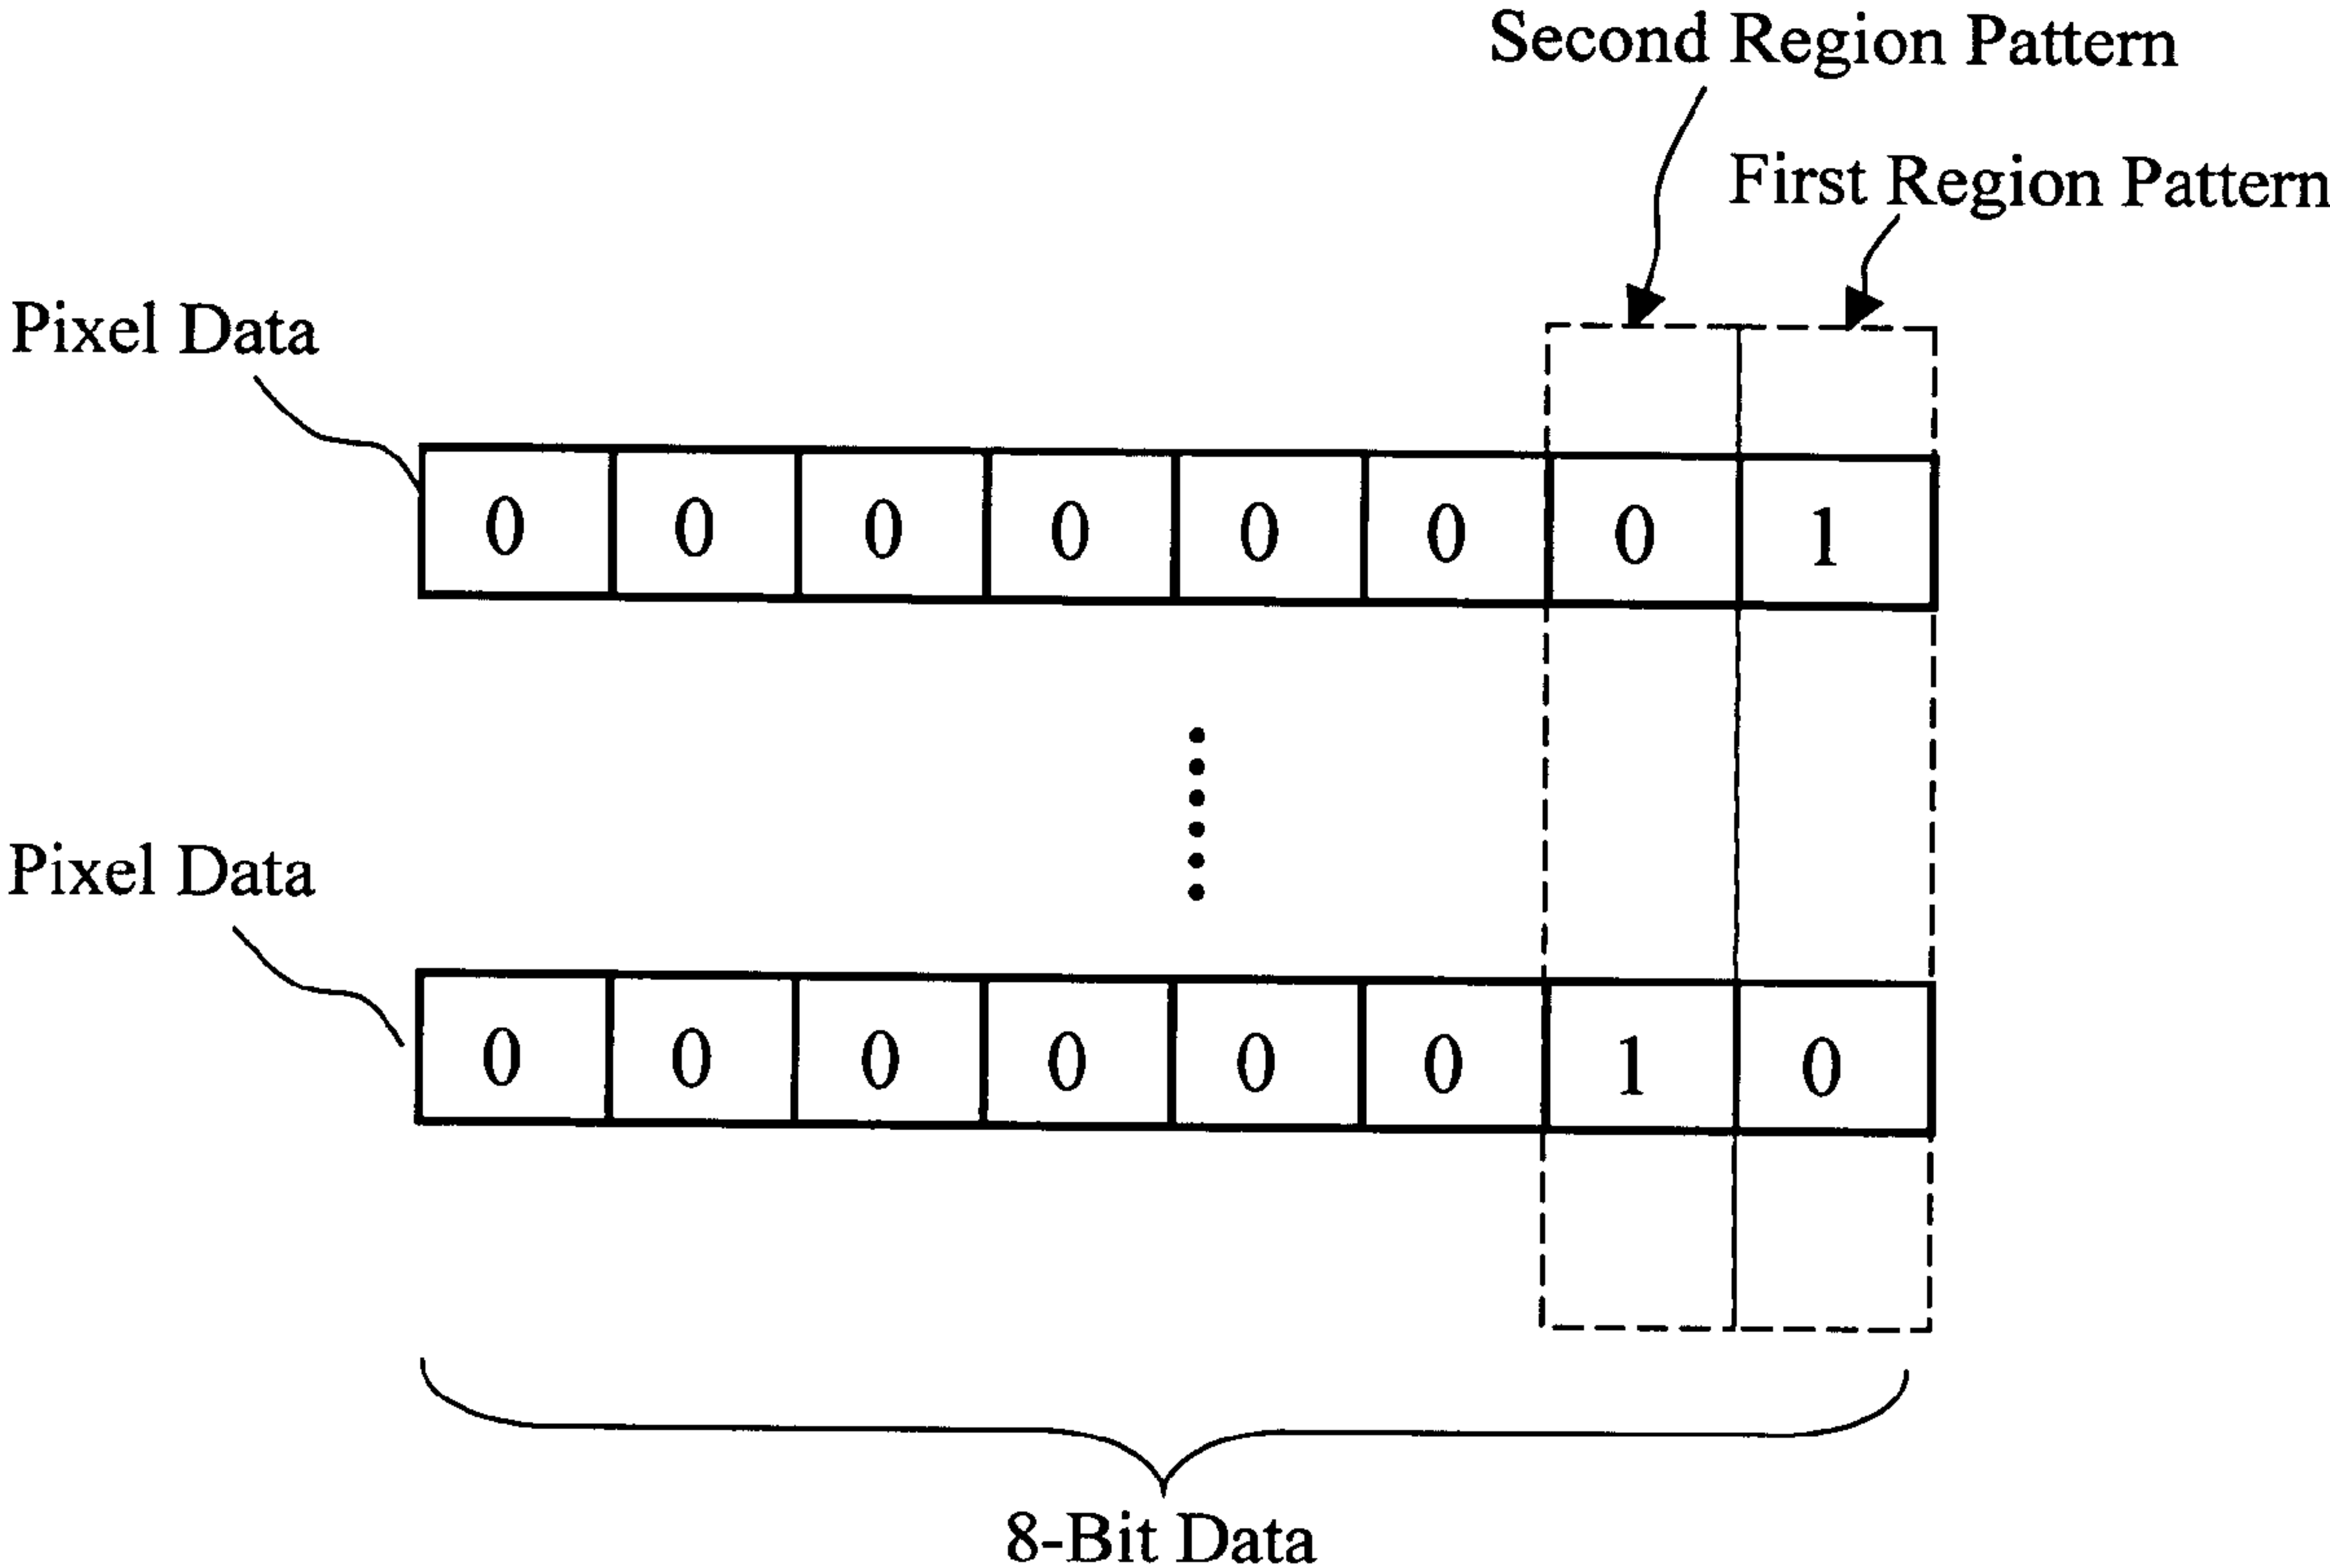 Second Region Pattern
First Region Pattern
Pixel Data
0 0 0 0 0 0 0 1
Pixel Data
0 0 0 0 0 0 1 0
8-Bit Data